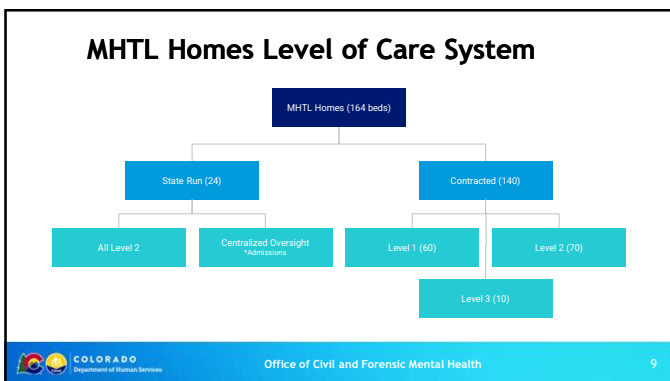 MHTL Homes Level of Care System
MHTL Homes (164 beds)
State Run (24)
Contracted (140)
All Level 2
Centralized Oversight
*Admissions
Level 1 (60)
Level 2 (70)
Level 3 (10)
COLORADO
Department of Human Services
Office of Civil and Forensic Mental Health
9